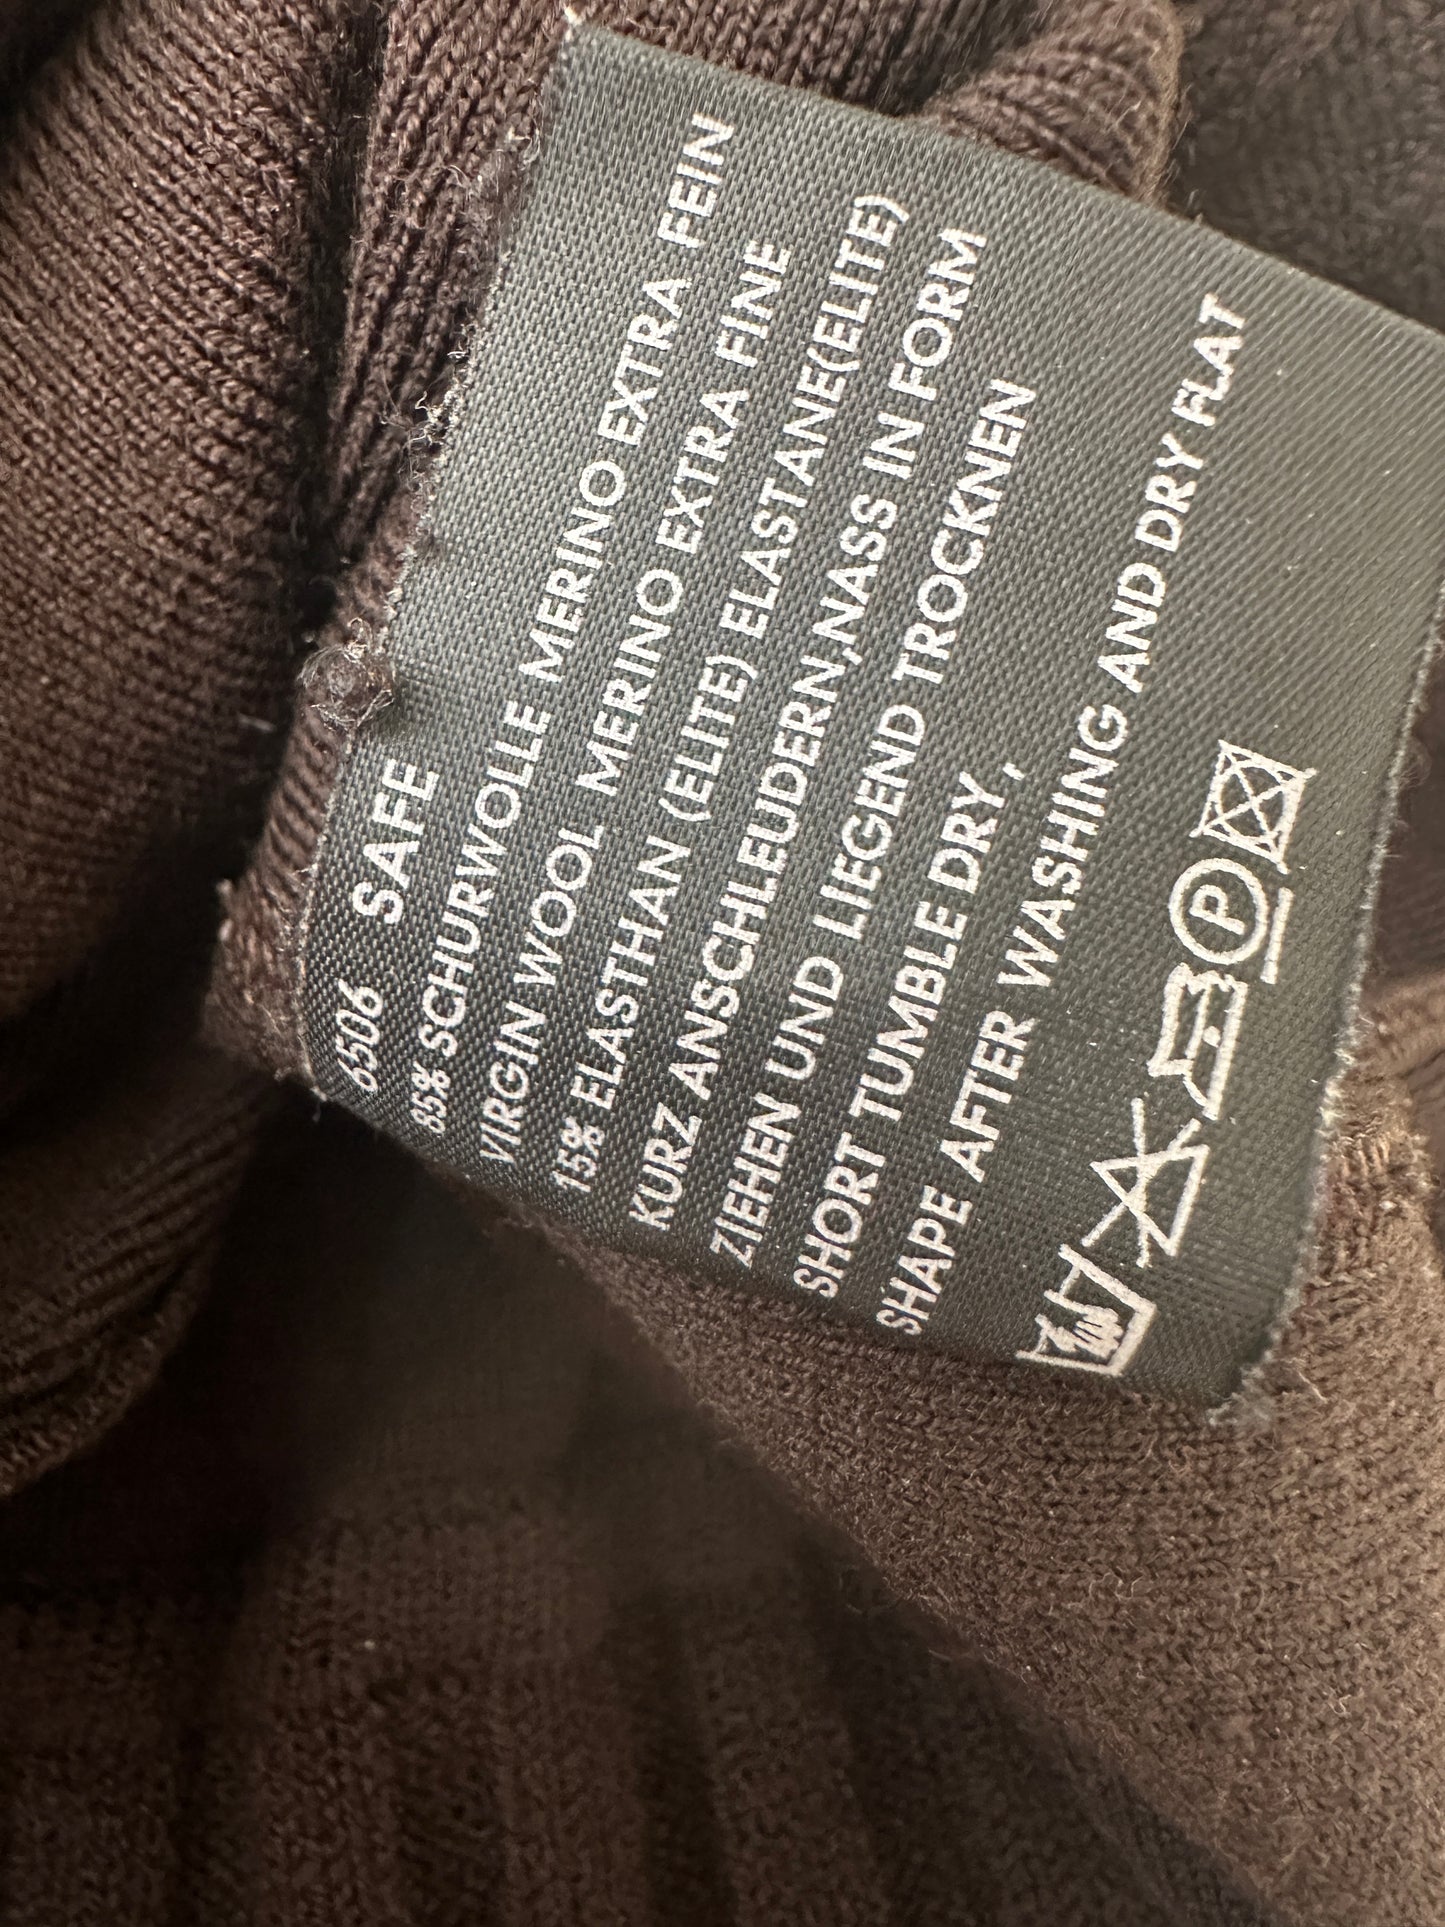 6506 SAFE
85% SCHURWOLLE MERINO EXTRA FEIN
VIRGIN WOOL MERINO EXTRA FINE
15% ELASTHAN (ELITE) ELASTANE(ELITE)
KURZ ANSCHLEUDERN,NASS IN FORM
ZIEHEN UND LIEGEND TROCKNEN
SHORT TUMBLE DRY,
SHAPE AFTER WASHING AND DRY FLAT
P